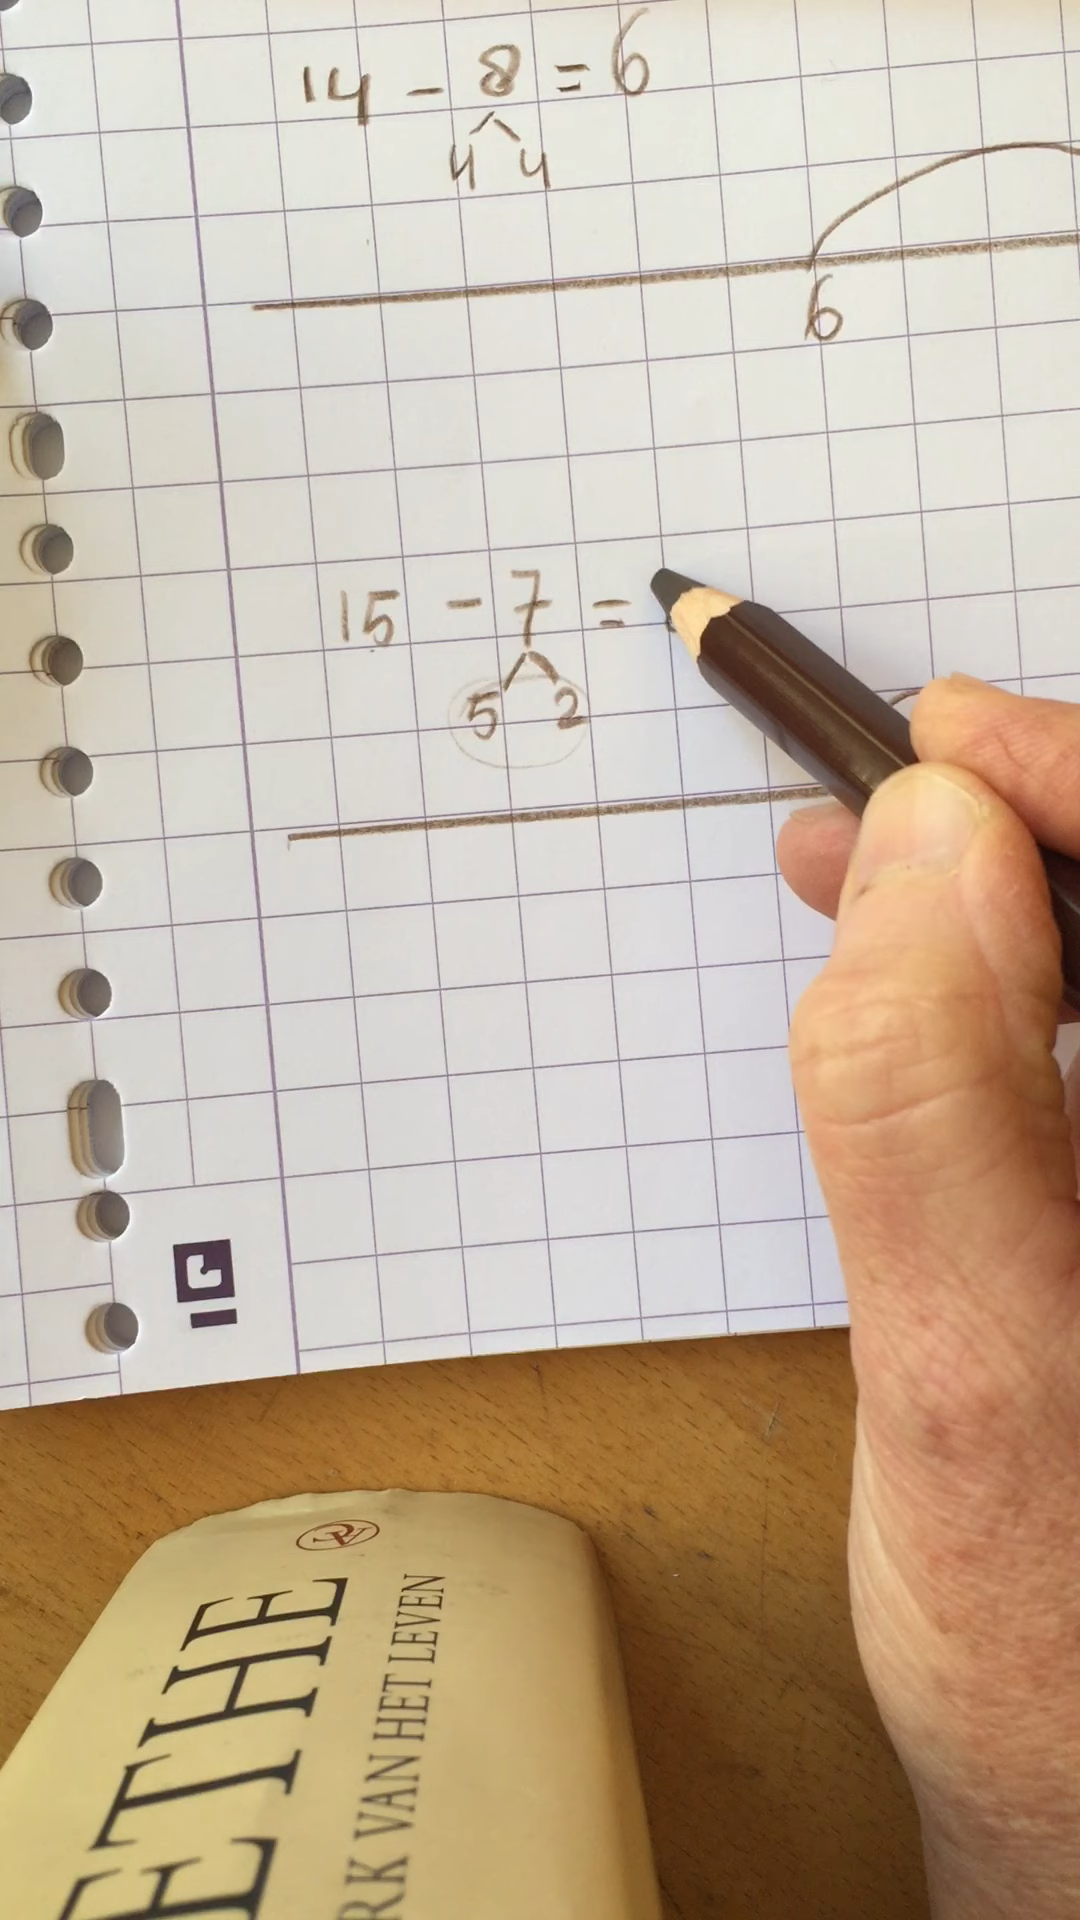 14 - 8 = 6
4 4
6
15 - 7 =
5 2
ETHE
RK VAN HET LEVEN